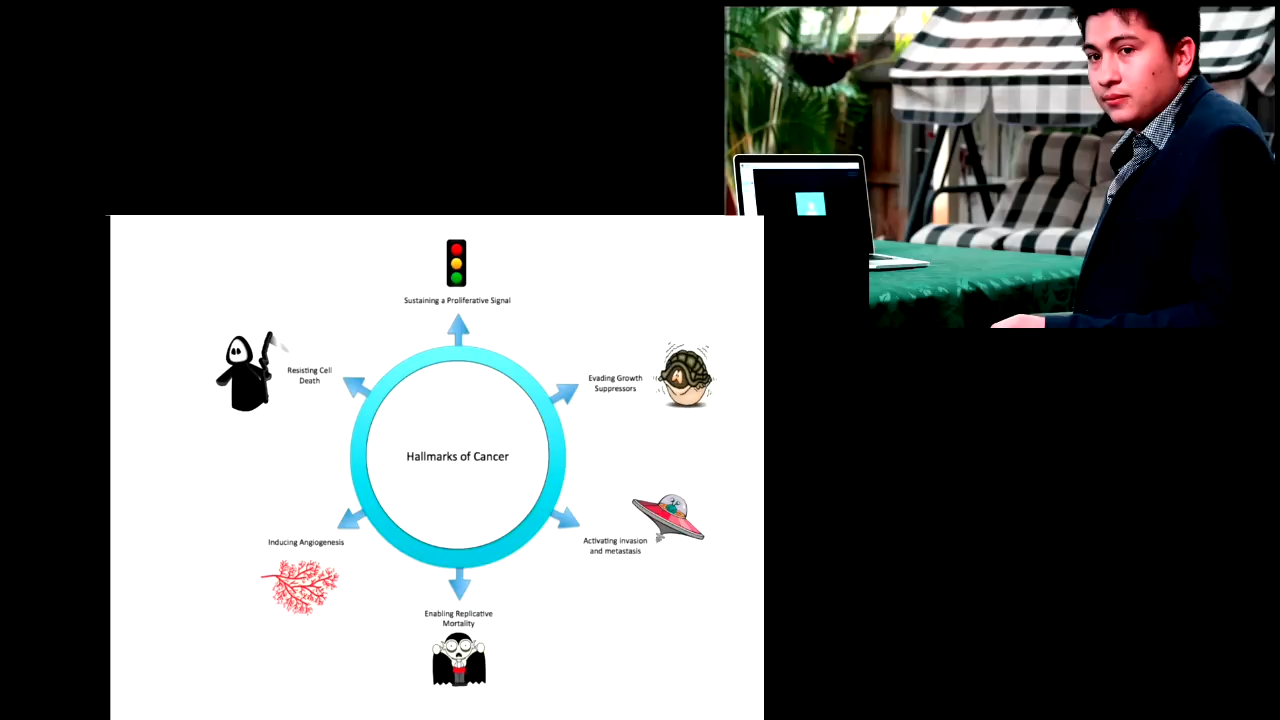 Sustaining a Proliferative Signal
Resisting Cell
Death
Evading Growth
Suppressors
Hallmarks of Cancer
Inducing Angiogenesis
Activating invasion
and metastasis
Enabling Replicative
Mortality